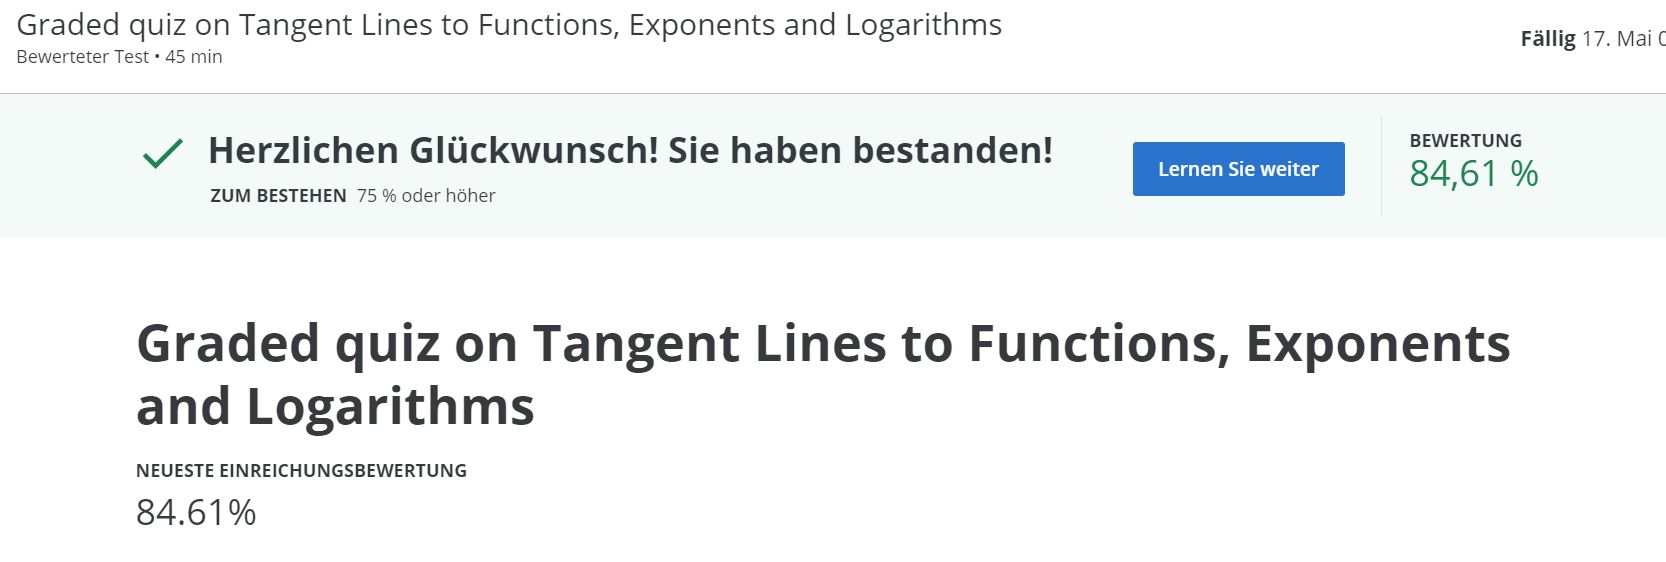 Graded quiz on Tangent Lines to Functions, Exponents and Logarithms
Bewerteter Test • 45 min
Fällig 17. Mai
Herzlichen Glückwunsch! Sie haben bestanden!
ZUM BESTEHEN 75 % oder höher
Lernen Sie weiter
BEWERTUNG
84,61 %
Graded quiz on Tangent Lines to Functions, Exponents
and Logarithms
NEUESTE EINREICHUNGSBEWERTUNG
84.61%